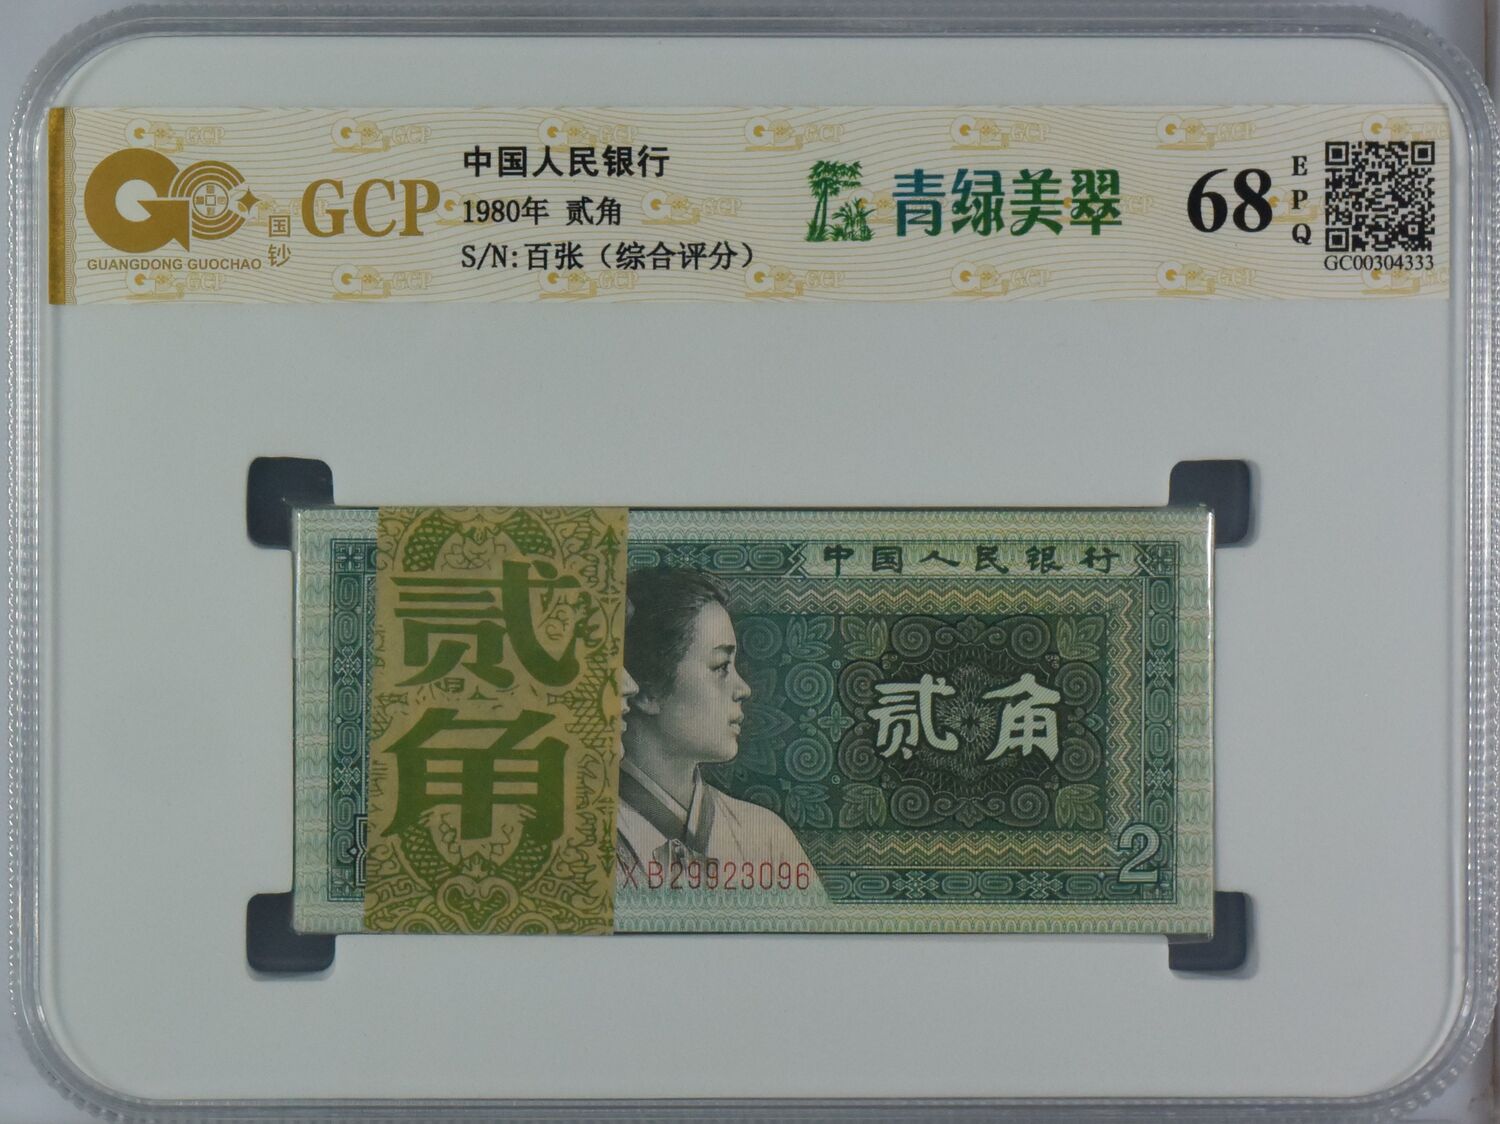 GCP
国钞
GUANGDONG GUOCHAO
中国人民银行
1980年 贰角
S/N:百张（综合评分）
青绿美翠
68
EPQ
GC00304333
中国人民银行
贰角
贰角
XB29923096
2